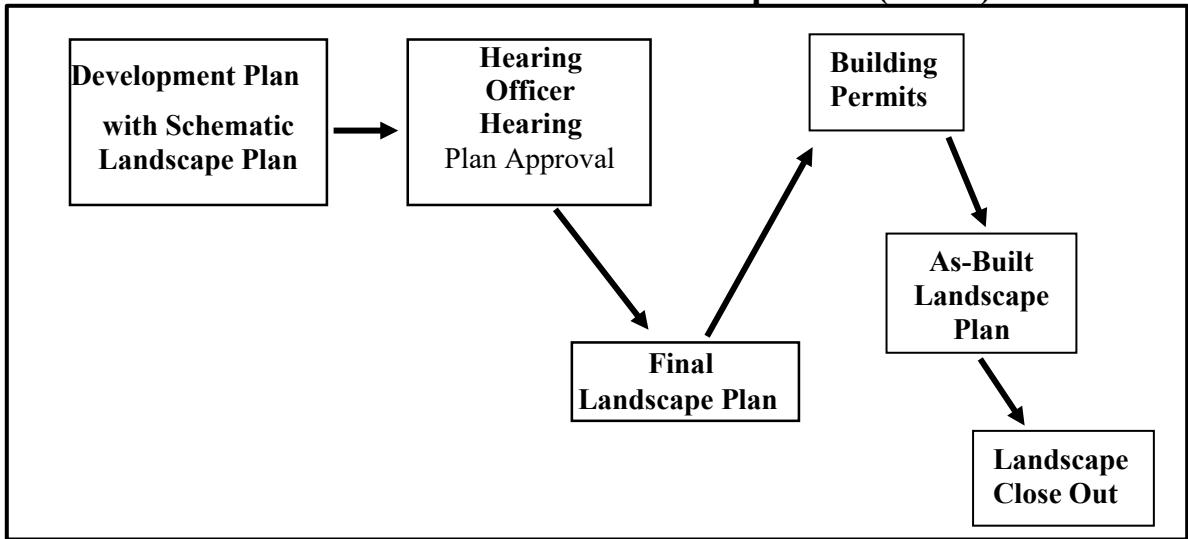 Development Plan
with Schematic
Landscape Plan
Hearing
Officer
Hearing
Plan Approval
Building
Permits
As-Built
Landscape
Plan
Final
Landscape Plan
Landscape
Close Out